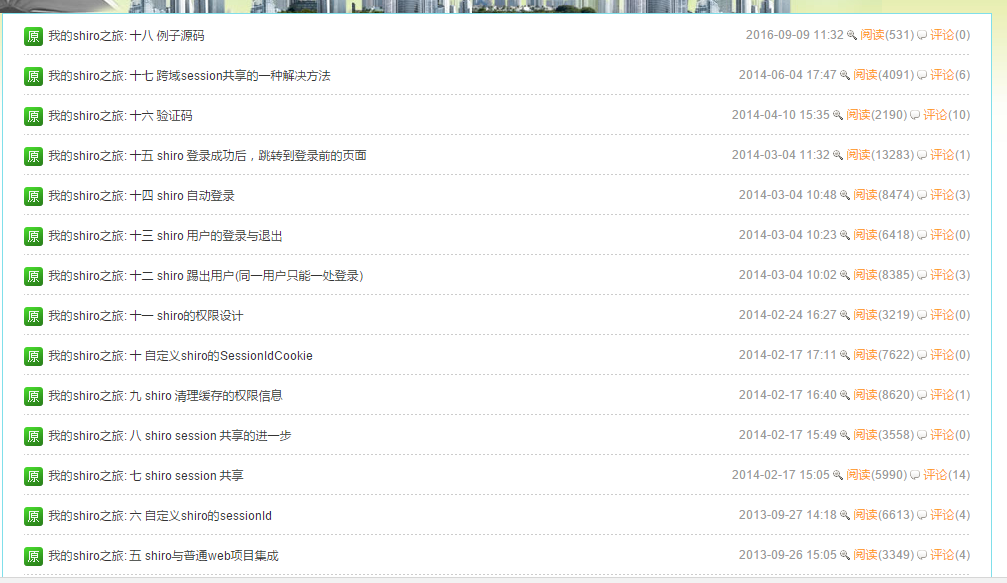 原 我的shiro之旅: 十八 例子源码 2016-09-09 11:32 阅读(531) 评论(0)
原 我的shiro之旅: 十七 跨域session共享的一种解决方法 2014-06-04 17:47 阅读(4091) 评论(6)
原 我的shiro之旅: 十六 验证码 2014-04-10 15:35 阅读(2190) 评论(10)
原 我的shiro之旅: 十五 shiro 登录成功后，跳转到登录前的页面 2014-03-04 11:32 阅读(13283) 评论(1)
原 我的shiro之旅: 十四 shiro 自动登录 2014-03-04 10:48 阅读(8474) 评论(3)
原 我的shiro之旅: 十三 shiro 用户的登录与退出 2014-03-04 10:23 阅读(6418) 评论(0)
原 我的shiro之旅: 十二 shiro 踢出用户(同一用户只能一处登录) 2014-03-04 10:02 阅读(8385) 评论(3)
原 我的shiro之旅: 十一 shiro的权限设计 2014-02-24 16:27 阅读(3219) 评论(0)
原 我的shiro之旅: 十 自定义shiro的SessionIdCookie 2014-02-17 17:11 阅读(7622) 评论(0)
原 我的shiro之旅: 九 shiro 清理缓存的权限信息 2014-02-17 16:40 阅读(8620) 评论(1)
原 我的shiro之旅: 八 shiro session 共享的进一步 2014-02-17 15:49 阅读(3558) 评论(0)
原 我的shiro之旅: 七 shiro session 共享 2014-02-17 15:05 阅读(5990) 评论(14)
原 我的shiro之旅: 六 自定义shiro的sessionId 2013-09-27 14:18 阅读(6613) 评论(4)
原 我的shiro之旅: 五 shiro与普通web项目集成 2013-09-26 15:05 阅读(3349) 评论(4)